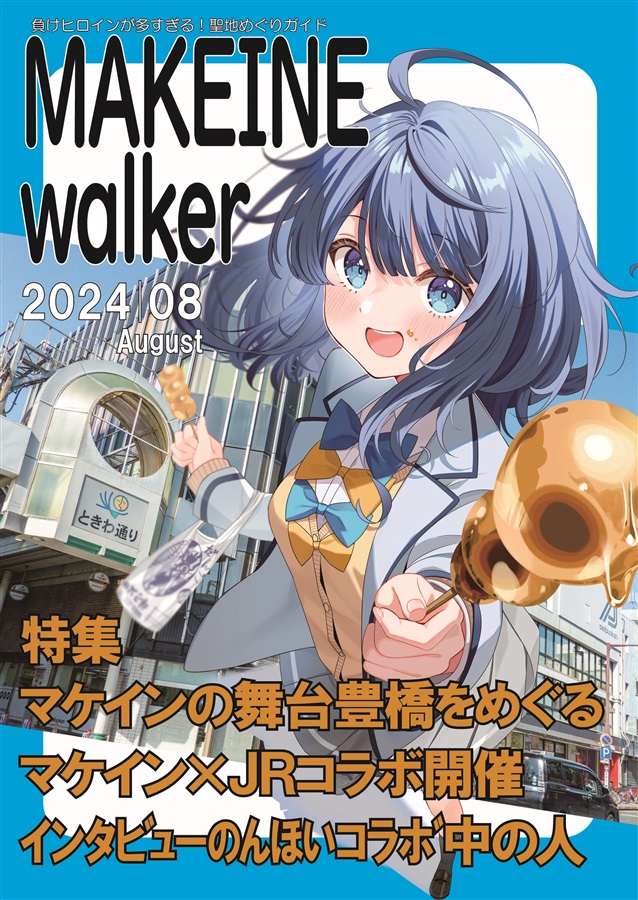 負けヒロインが多すぎる！聖地めぐりガイド
MAKEINE
walker
2024 08
August
ときわ通り
特集
マケインの舞台豊橋をめぐる
マケイン×JRコラボ開催
インタビューのんほいコラボ中の人